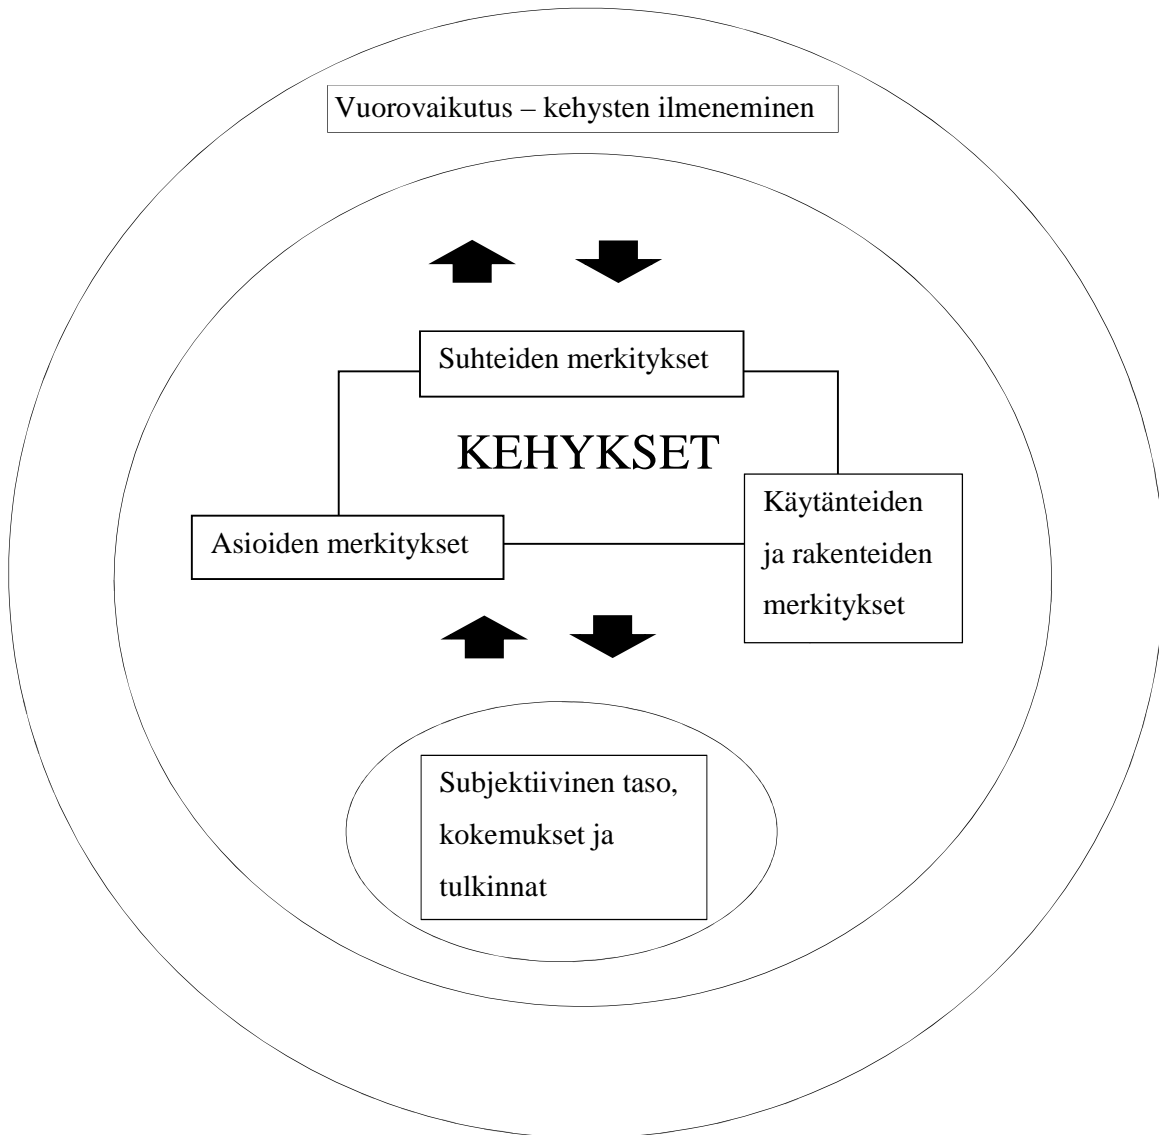 Vuorovaikutus – kehysten ilmeneminen
Suhteiden merkitykset
KEHYKSET
Asioiden merkitykset
Käytänteiden
ja rakenteiden
merkitykset
Subjektiivinen taso,
kokemukset ja
tulkinnat